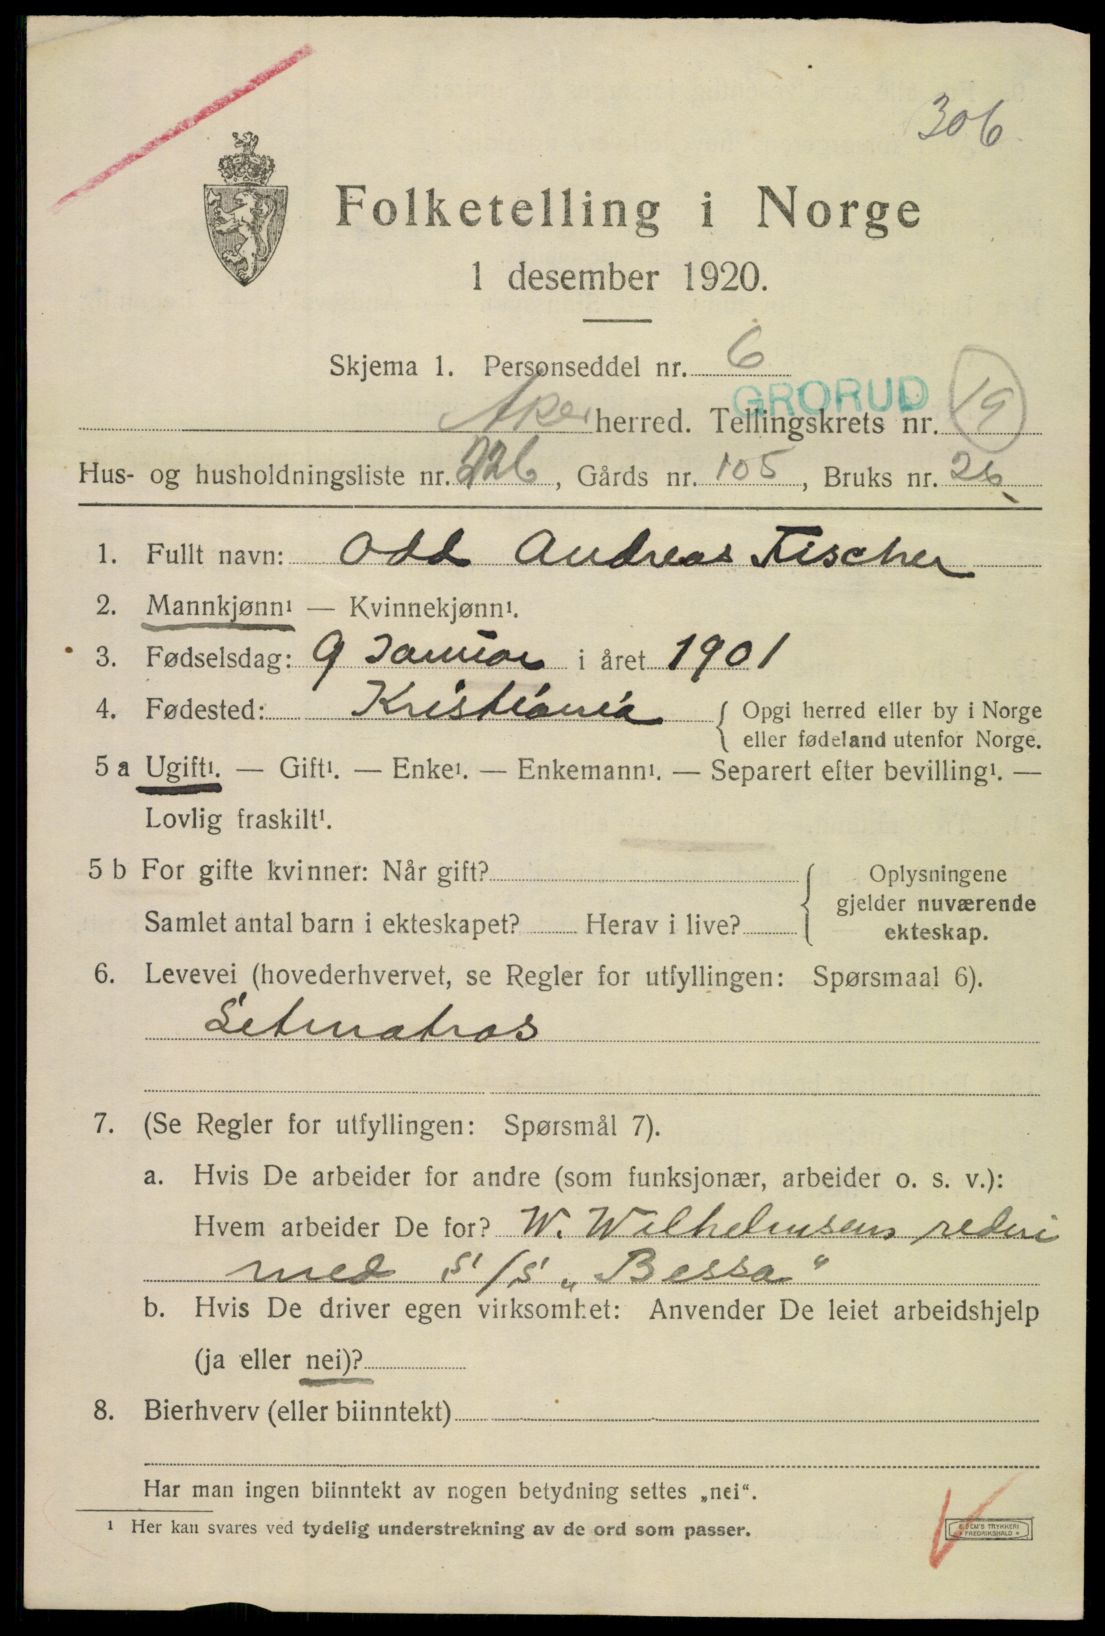 306
Folketelling i Norge
1 desember 1920.
Skjema 1. Personseddel nr. 6
GRORUD
Aker herred. Tellingskrets nr. 19
Hus- og husholdningsliste nr. 226, Gårds nr. 105, Bruks nr. 26
1. Fullt navn: Odd Andreas Fischer
2. Mannkjønn¹ — Kvinnekjønn¹.
3. Fødselsdag: 9 Januar i året 1901
4. Fødested: Kristiania { Opgi herred eller by i Norge
eller fødeland utenfor Norge.
5 a Ugift¹. — Gift¹. — Enke¹. — Enkemann¹. — Separert efter bevilling¹. —
Lovlig fraskilt¹.
5 b For gifte kvinner: Når gift? { Oplysningene
gjelder nuværende
ekteskap.
Samlet antal barn i ekteskapet? Herav i live?
6. Levevei (hovederhvervet, se Regler for utfyllingen: Spørsmaal 6).
Letmatros
7. (Se Regler for utfyllingen: Spørsmål 7).
a. Hvis De arbeider for andre (som funksjonær, arbeider o. s. v.):
Hvem arbeider De for? W. Wilhelmsens rederi
med S/S „Bessa“
b. Hvis De driver egen virksomhet: Anvender De leiet arbeidshjelp
(ja eller nei)?
8. Bierhverv (eller biinntekt)
Har man ingen biinntekt av nogen betydning settes „nei“.
¹ Her kan svares ved tydelig understrekning av de ord som passer.
TRYKKERI
FREDRIKSHALD